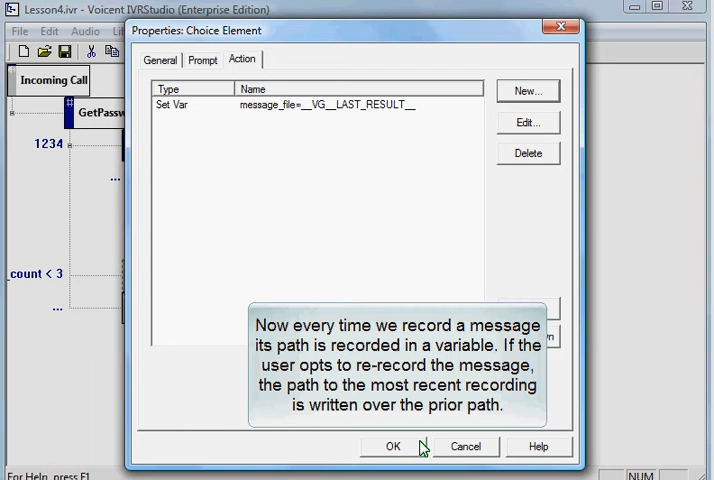 Lesson4.ivr - Voicent IVRStudio (Enterprise Edition)
File Edit Audio
Properties: Choice Element
General Prompt Action
Type Name
Set Var message_file=__VG__LAST_RESULT__
New...
Edit...
Delete
Incoming Call
1234
...
_count < 3
...
Now every time we record a message
its path is recorded in a variable. If the
user opts to re-record the message,
the path to the most recent recording
is written over the prior path.
OK Cancel Help
For Help, press F1
NUM